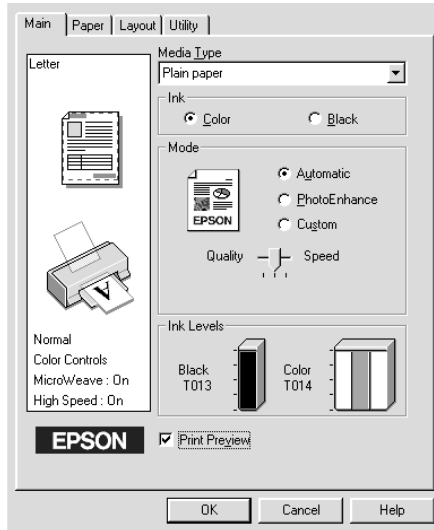 Main
Paper
Layout
Utility
Letter
Normal
Color Controls
MicroWeave : On
High Speed : On
EPSON
Media Type
Plain paper
Ink
Color
Black
Mode
EPSON
Automatic
PhotoEnhance
Custom
Quality
Speed
Ink Levels
Black
T013
Color
T014
Print Preview
OK
Cancel
Help